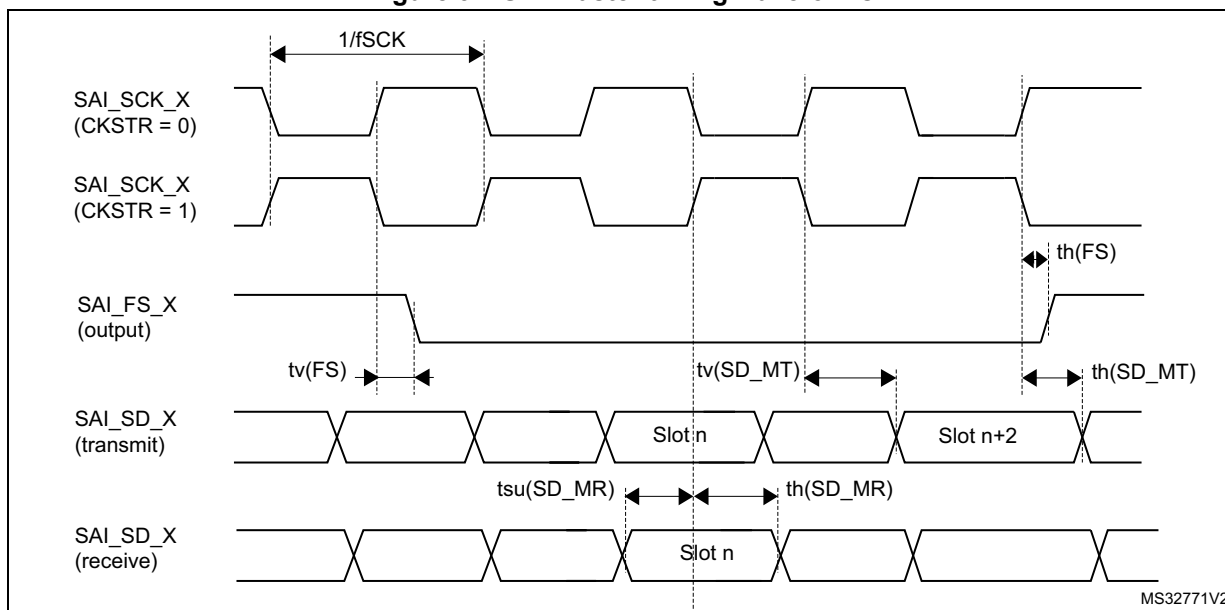 1/fSCK
SAI_SCK_X
(CKSTR = 0)
SAI_SCK_X
(CKSTR = 1)
th(FS)
SAI_FS_X
(output)
tv(FS)
tv(SD_MT)
th(SD_MT)
SAI_SD_X
(transmit)
Slot n
Slot n+2
tsu(SD_MR)
th(SD_MR)
SAI_SD_X
(receive)
Slot n
MS32771V2